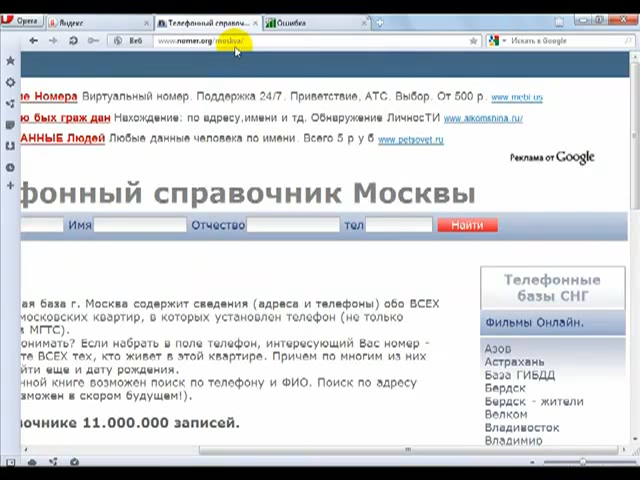 Opera
Яндекс
Телефонный справоч...
Ошибка
Веб
www.nomer.org/moskva/
Искать в Google
ие Номера Виртуальный номер. Поддержка 24/7. Приветствие, АТС. Выбор. От 500 р. www.mebi.us
ю бых граж дан Нахождение: по адресу,имени и тд. Обнаружение ЛичносТИ www.aikomsnina.ru/
АННЫЕ Людей Любые данные человека по имени. Всего 5 р у б www.petsovet.ru
Реклама от Google
фонный справочник Москвы
Имя
Отчество
тел
Найти
Телефонные
базы СНГ
Фильмы Онлайн.
ая база г. Москва содержит сведения (адреса и телефоны) обо ВСЕХ
московских квартир, в которых установлен телефон (не только
МГТС).
онимать? Если набрать в поле телефон, интересующий Вас номер -
те ВСЕХ тех, кто живет в этой квартире. Причем по многим из них
йти еще и дату рождения.
нной книге возможен поиск по телефону и ФИО. Поиск по адресу
зможен в скором будущем!).
вочнике 11.000.000 записей.
Азов
Астрахань
База ГИБДД
Бердск
Бердск - жители
Велком
Владивосток
Владимир